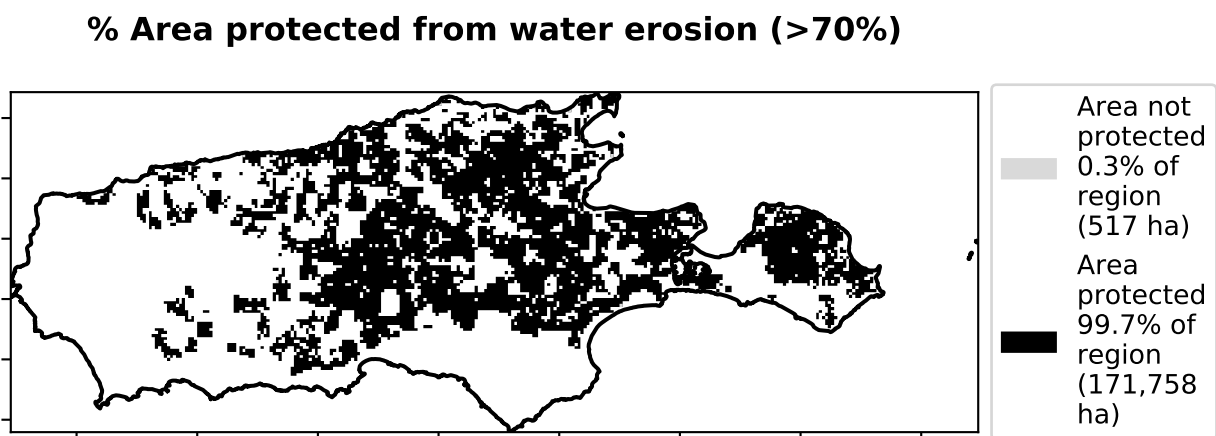 % Area protected from water erosion (>70%)
Area not
protected
0.3% of
region
(517 ha)
Area
protected
99.7% of
region
(171,758
ha)